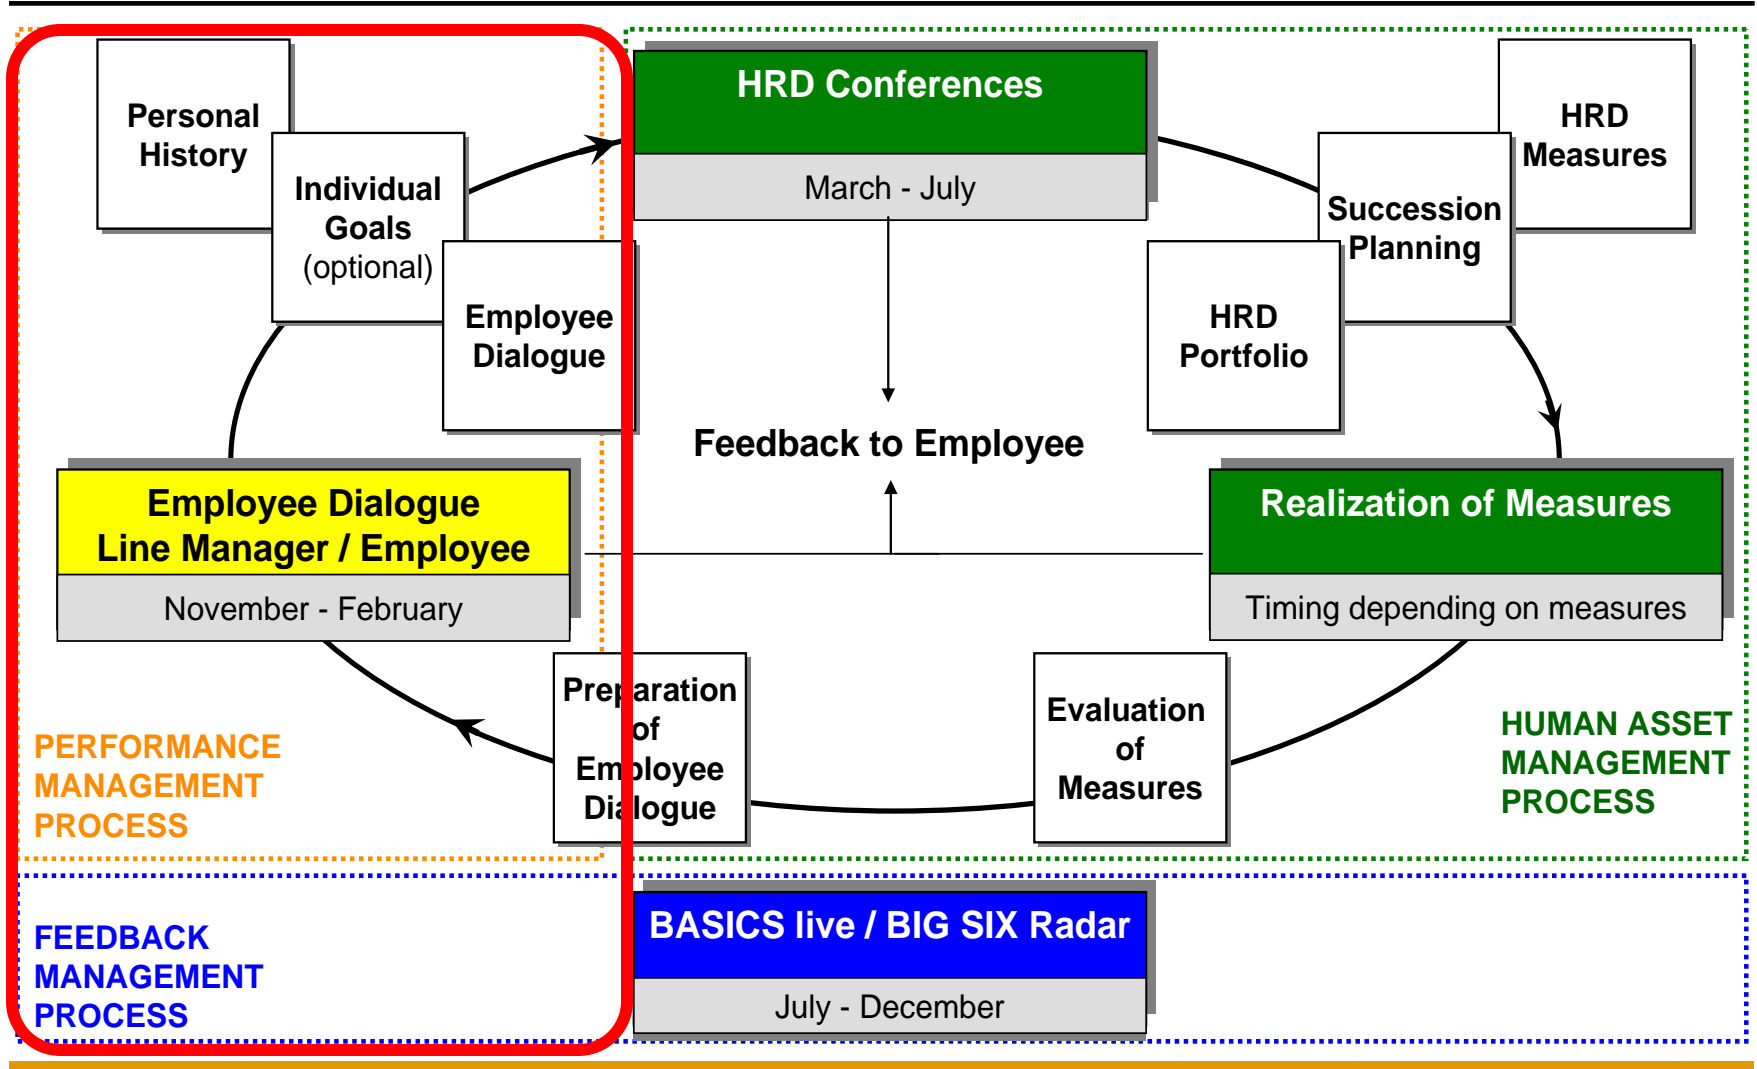 Personal
History
Individual
Goals
(optional)
Employee
Dialogue
HRD Conferences
March - July
HRD
Measures
Succession
Planning
HRD
Portfolio
Feedback to Employee
Employee Dialogue
Line Manager / Employee
November - February
Realization of Measures
Timing depending on measures
Preparation
of
Employee
Dialogue
Evaluation
of
Measures
PERFORMANCE
MANAGEMENT
PROCESS
HUMAN ASSET
MANAGEMENT
PROCESS
FEEDBACK
MANAGEMENT
PROCESS
BASICS live / BIG SIX Radar
July - December